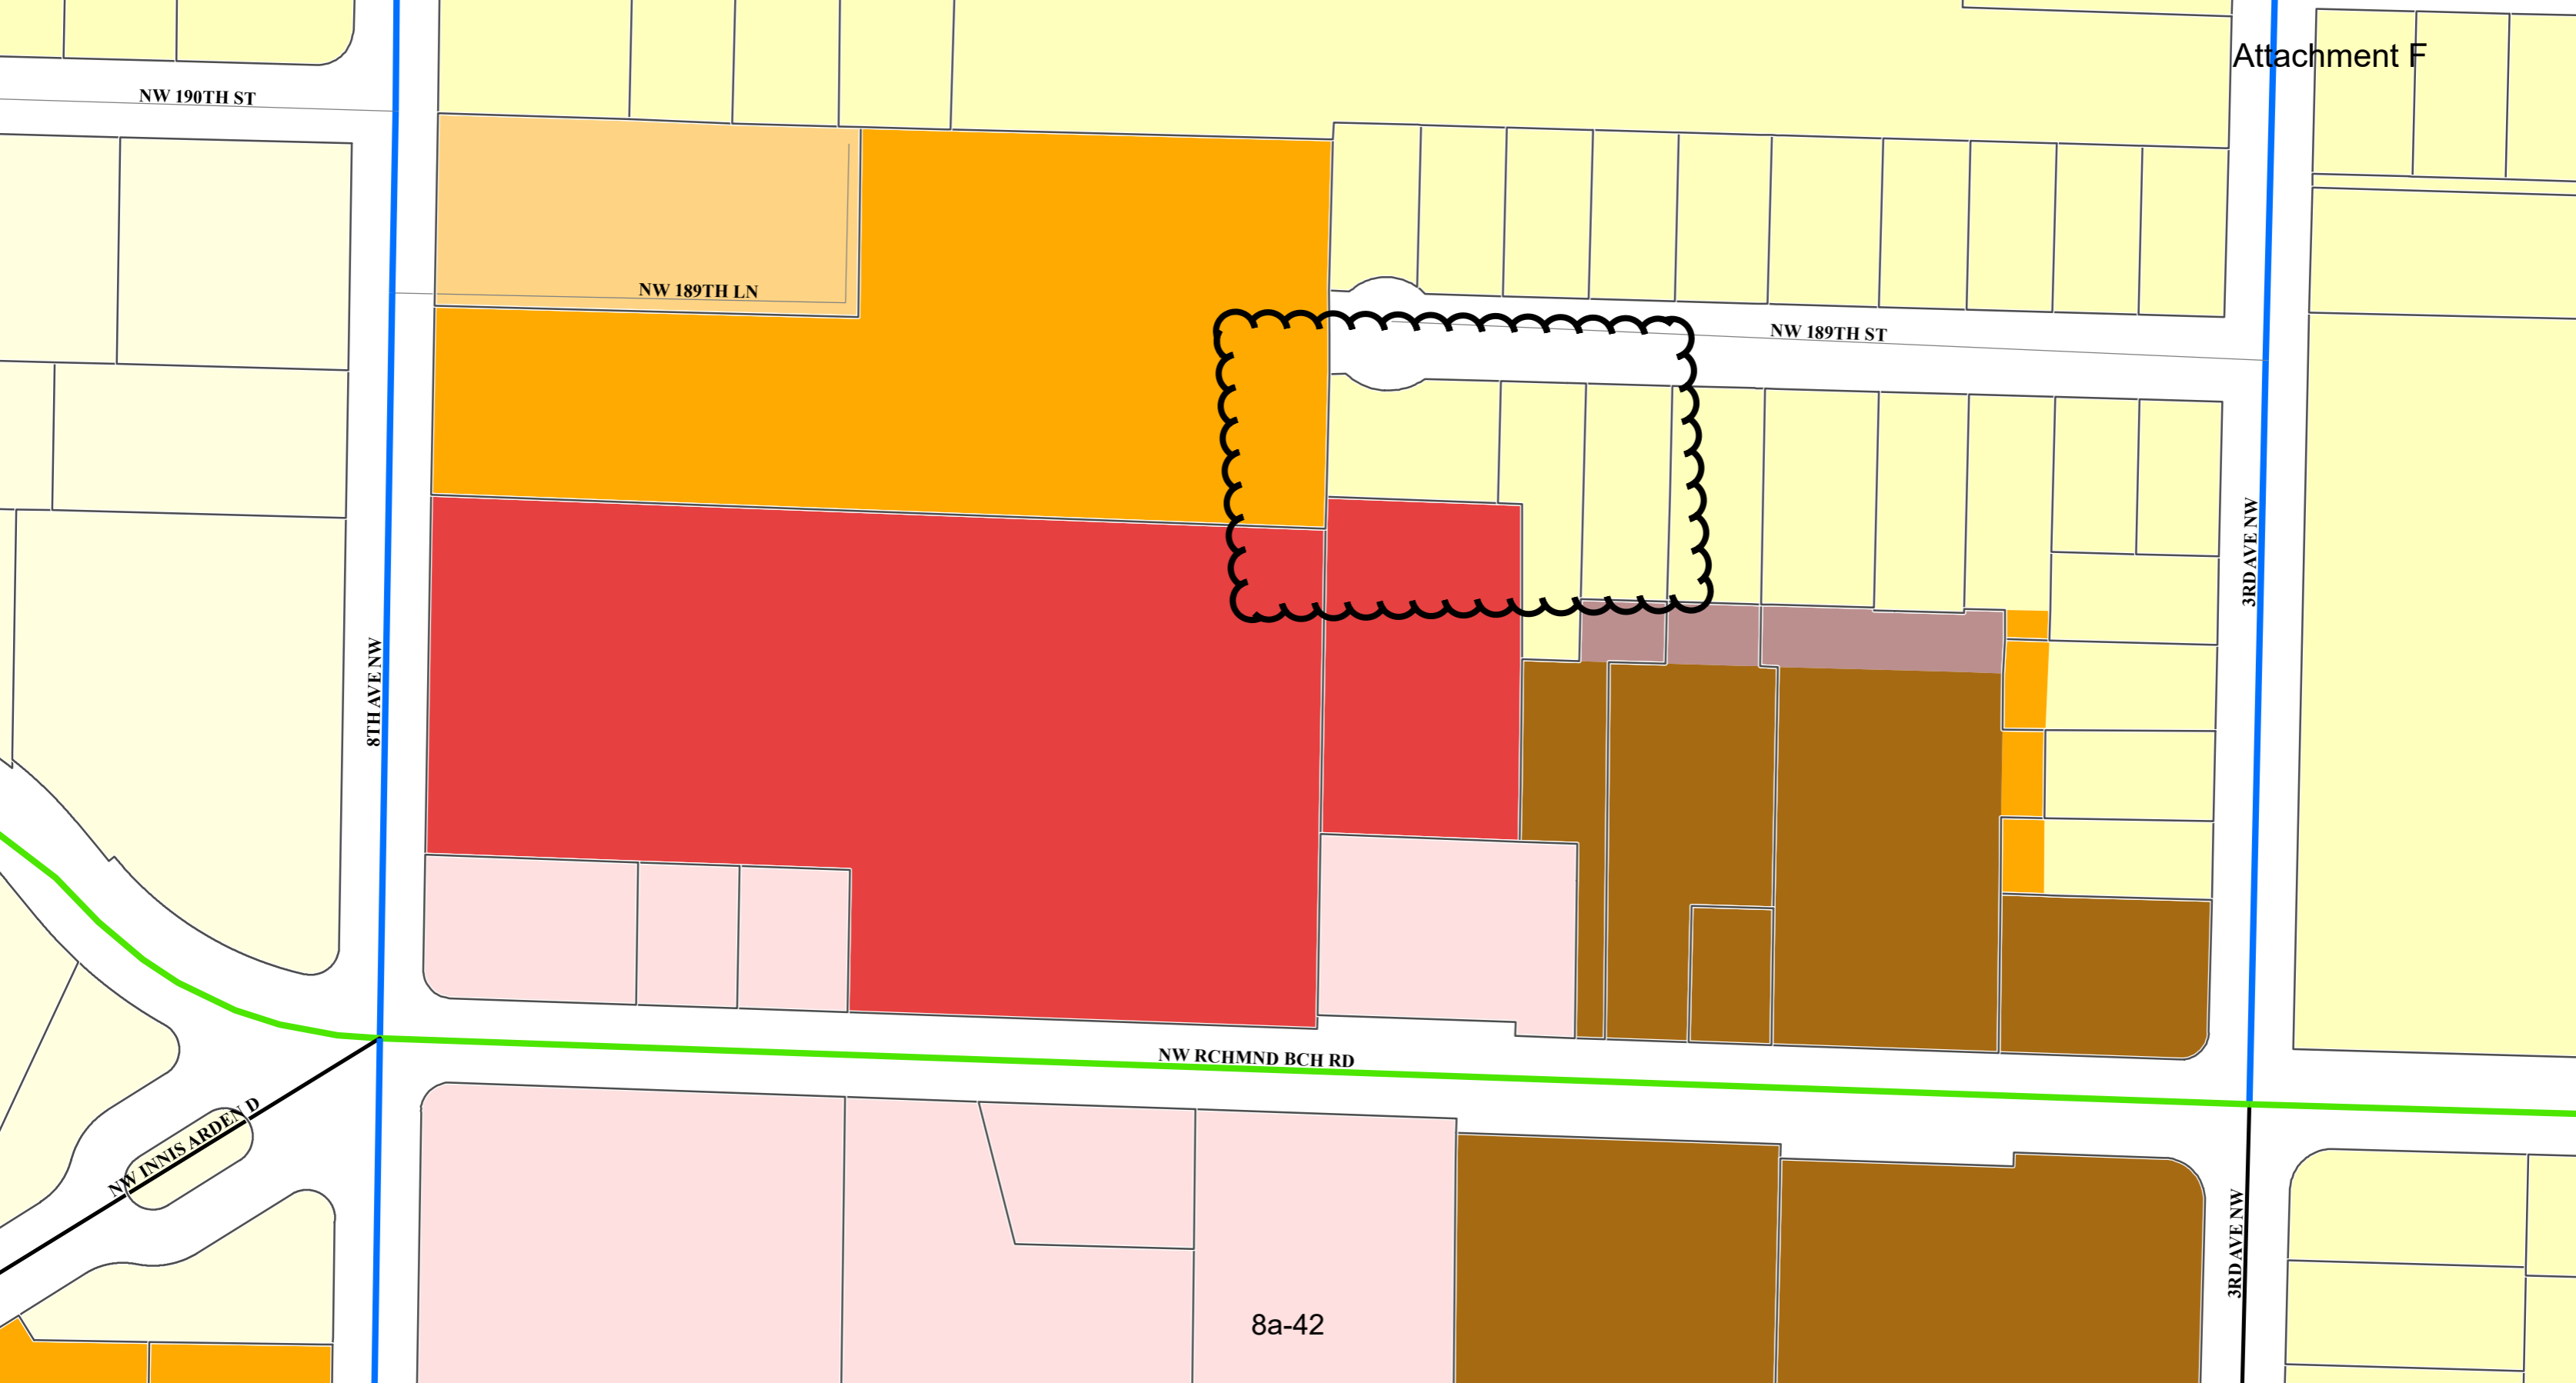 Attachment F
NW 190TH ST
NW 189TH LN
NW 189TH ST
3RD AVE NW
8TH AVE NW
NW RCHMND BCH RD
NW INNIS ARDEN D
3RD AVE NW
8a-42